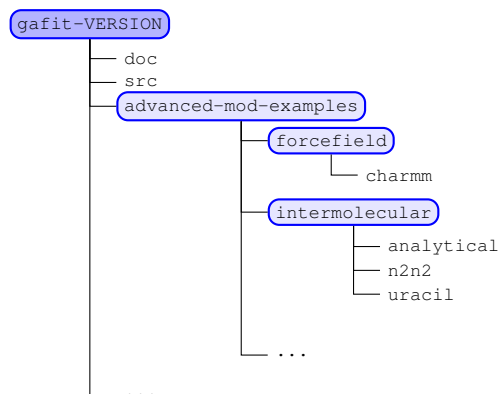 gafit-VERSION
doc
src
advanced-mod-examples
forcefield
charmm
intermolecular
analytical
n2n2
uracil
...